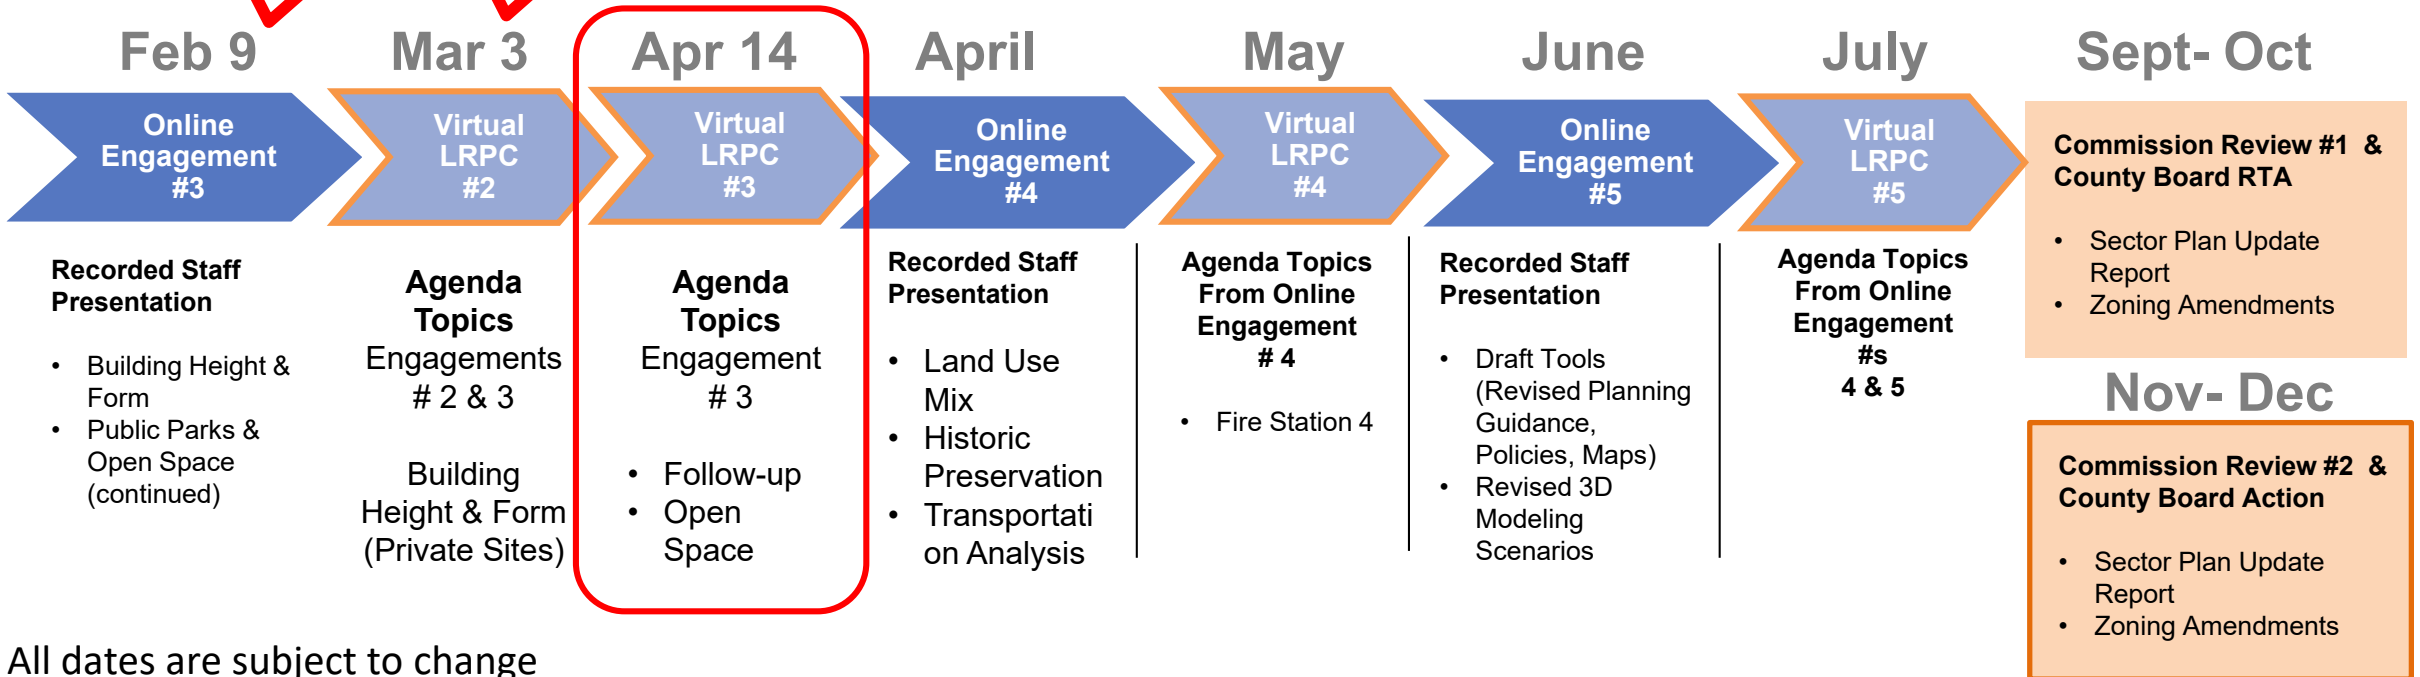 Feb 9
Online
Engagement
#3
Recorded Staff
Presentation
• Building Height &
Form
• Public Parks &
Open Space
(continued)
Mar 3
Virtual
LRPC
#2
Agenda
Topics
Engagements
# 2 & 3
Building
Height & Form
(Private Sites)
Apr 14
Virtual
LRPC
#3
Agenda
Topics
Engagement
# 3
• Follow-up
• Open
Space
April
Online
Engagement
#4
Recorded Staff
Presentation
• Land Use
Mix
• Historic
Preservation
• Transportati
on Analysis
May
Virtual
LRPC
#4
Agenda Topics
From Online
Engagement
# 4
• Fire Station 4
June
Online
Engagement
#5
Recorded Staff
Presentation
• Draft Tools
(Revised Planning
Guidance,
Policies, Maps)
• Revised 3D
Modeling
Scenarios
July
Virtual
LRPC
#5
Agenda Topics
From Online
Engagement
#s
4 & 5
Sept- Oct
Commission Review #1 &
County Board RTA
• Sector Plan Update
Report
• Zoning Amendments
Nov- Dec
Commission Review #2 &
County Board Action
• Sector Plan Update
Report
• Zoning Amendments
All dates are subject to change